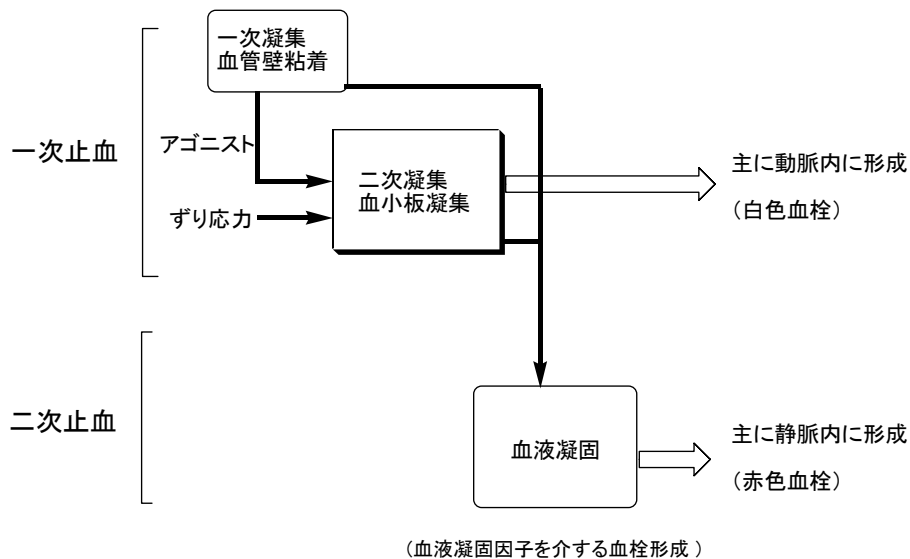 一次凝集
血管壁粘着
一次止血
アゴニスト
二次凝集
血小板凝集
ずり応力
主に動脈内に形成
（白色血栓）
二次止血
血液凝固
主に静脈内に形成
（赤色血栓）
（血液凝固因子を介する血栓形成 ）